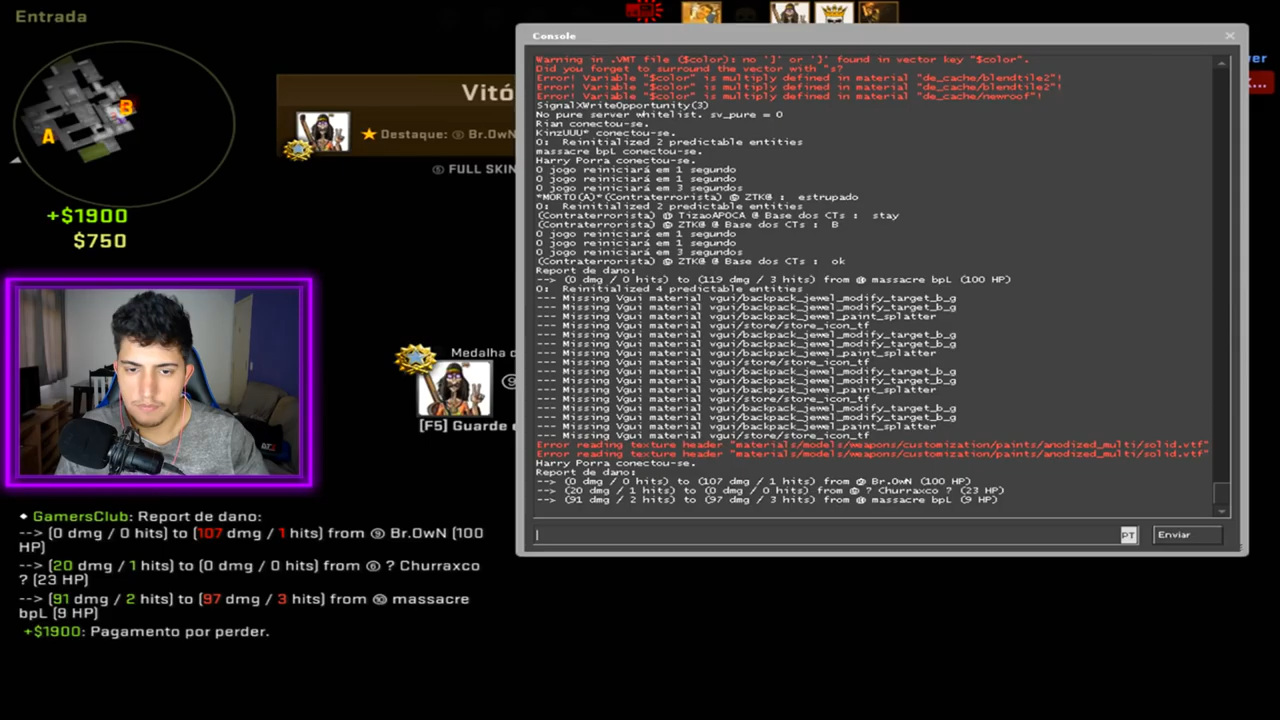 Entrada
A
B
+$1900
$750
Vitó
Destaque: ⑨ Br.OwN
⑤ FULL SKIN
Medalha d
[F5] Guarde
◆ GamersClub: Report de dano:
--> (0 dmg / 0 hits) to (107 dmg / 1 hits) from ⑨ Br.OwN (100
HP)
--> (20 dmg / 1 hits) to (0 dmg / 0 hits) from ⑥ ? Churraxco
? (23 HP)
--> (91 dmg / 2 hits) to (97 dmg / 3 hits) from ⑩ massacre
bpL (9 HP)
+$1900: Pagamento por perder.
Console
Warning in .VMT file ($color): no ']' or '}' found in vector key "$color".
Did you forget to surround the vector with "s?
Error! Variable "$color" is multiply defined in material "de_cache/blendtile2"!
Error! Variable "$color" is multiply defined in material "de_cache/blendtile2"!
Error! Variable "$color" is multiply defined in material "de_cache/newroof"!
SignalXWriteOpportunity(3)
No pure server whitelist. sv_pure = 0
Rian conectou-se.
KinzUUU* conectou-se.
0: Reinitialized 2 predictable entities
massacre bpL conectou-se.
Harry Porra conectou-se.
O jogo reiniciará em 1 segundo
O jogo reiniciará em 1 segundo
O jogo reiniciará em 3 segundos
*MORTO(A)*(Contraterrorista) @ ZTK@ : estrupado
0: Reinitialized 2 predictable entities
(Contraterrorista) @ TizaoAPOCA @ Base dos CTs : stay
(Contraterrorista) @ ZTK@ @ Base dos CTs : B
O jogo reiniciará em 1 segundo
O jogo reiniciará em 1 segundo
O jogo reiniciará em 3 segundos
(Contraterrorista) @ ZTK@ @ Base dos CTs : ok
Report de dano:
--> (0 dmg / 0 hits) to (119 dmg / 3 hits) from @ massacre bpL (100 HP)
0: Reinitialized 4 predictable entities
--- Missing Vgui material vgui/backpack_jewel_modify_target_b_g
--- Missing Vgui material vgui/backpack_jewel_modify_target_b_g
--- Missing Vgui material vgui/backpack_jewel_paint_splatter
--- Missing Vgui material vgui/store/store_icon_tf
--- Missing Vgui material vgui/backpack_jewel_modify_target_b_g
--- Missing Vgui material vgui/backpack_jewel_modify_target_b_g
--- Missing Vgui material vgui/backpack_jewel_paint_splatter
--- Missing Vgui material vgui/store/store_icon_tf
--- Missing Vgui material vgui/backpack_jewel_modify_target_b_g
--- Missing Vgui material vgui/backpack_jewel_modify_target_b_g
--- Missing Vgui material vgui/backpack_jewel_paint_splatter
--- Missing Vgui material vgui/store/store_icon_tf
--- Missing Vgui material vgui/backpack_jewel_modify_target_b_g
--- Missing Vgui material vgui/backpack_jewel_modify_target_b_g
--- Missing Vgui material vgui/backpack_jewel_paint_splatter
--- Missing Vgui material vgui/store/store_icon_tf
Error reading texture header "materials/models/weapons/customization/paints/anodized_multi/solid.vtf"
Error reading texture header "materials/models/weapons/customization/paints/anodized_multi/solid.vtf"
Harry Porra conectou-se.
Report de dano:
--> (0 dmg / 0 hits) to (107 dmg / 1 hits) from @ Br.OwN (100 HP)
--> (20 dmg / 1 hits) to (0 dmg / 0 hits) from @ ? Churraxco ? (23 HP)
--> (91 dmg / 2 hits) to (97 dmg / 3 hits) from @ massacre bpL (9 HP)
PT
Enviar
ver
K...